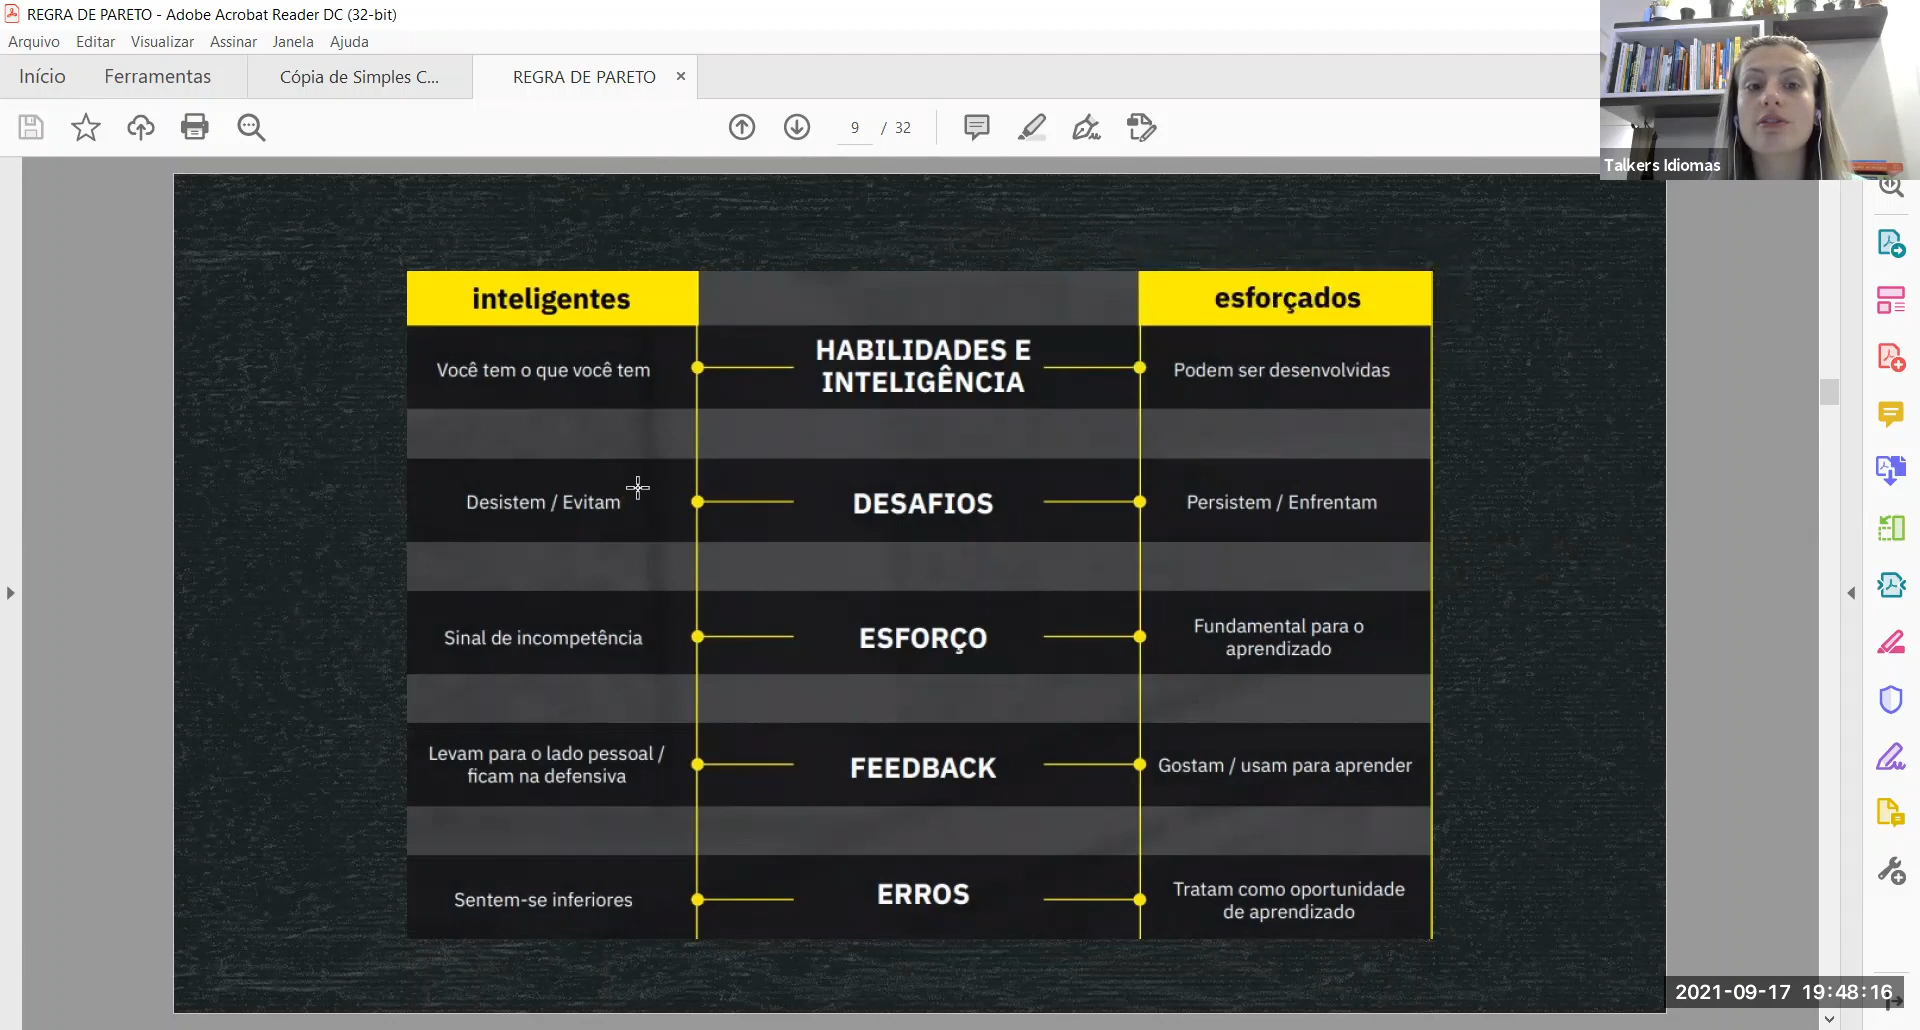 REGRA DE PARETO - Adobe Acrobat Reader DC (32-bit)
Arquivo Editar Visualizar Assinar Janela Ajuda
Início Ferramentas Cópia de Simples C... REGRA DE PARETO ×
9 / 32
Talkers Idiomas
inteligentes esforçados
Você tem o que você tem
HABILIDADES E
INTELIGÊNCIA
Podem ser desenvolvidas
Desistem / Evitam DESAFIOS Persistem / Enfrentam
Sinal de incompetência ESFORÇO
Fundamental para o
aprendizado
Levam para o lado pessoal /
ficam na defensiva
FEEDBACK Gostam / usam para aprender
Sentem-se inferiores ERROS
Tratam como oportunidade
de aprendizado
2021-09-17 19:48:16